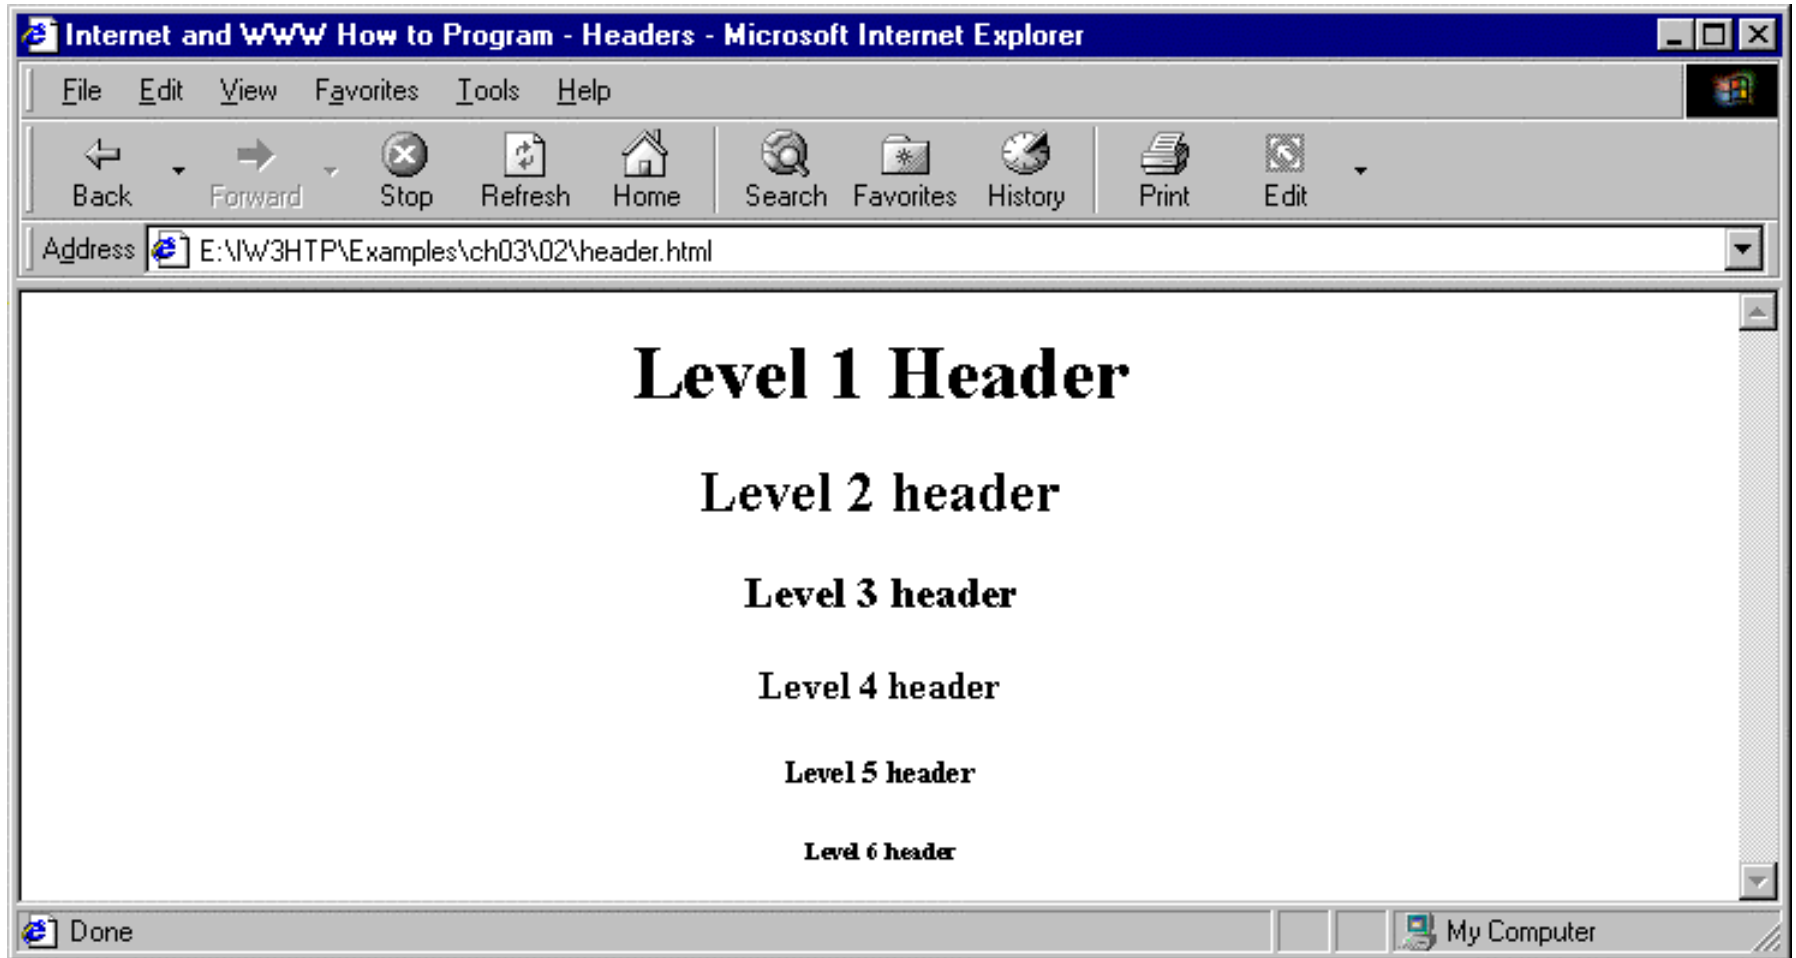 Internet and WWW How to Program - Headers - Microsoft Internet Explorer
File Edit View Favorites Tools Help
Back Forward Stop Refresh Home Search Favorites History Print Edit
Address E:\IW3HTP\Examples\ch03\02\header.html
Level 1 Header
Level 2 header
Level 3 header
Level 4 header
Level 5 header
Level 6 header
Done My Computer